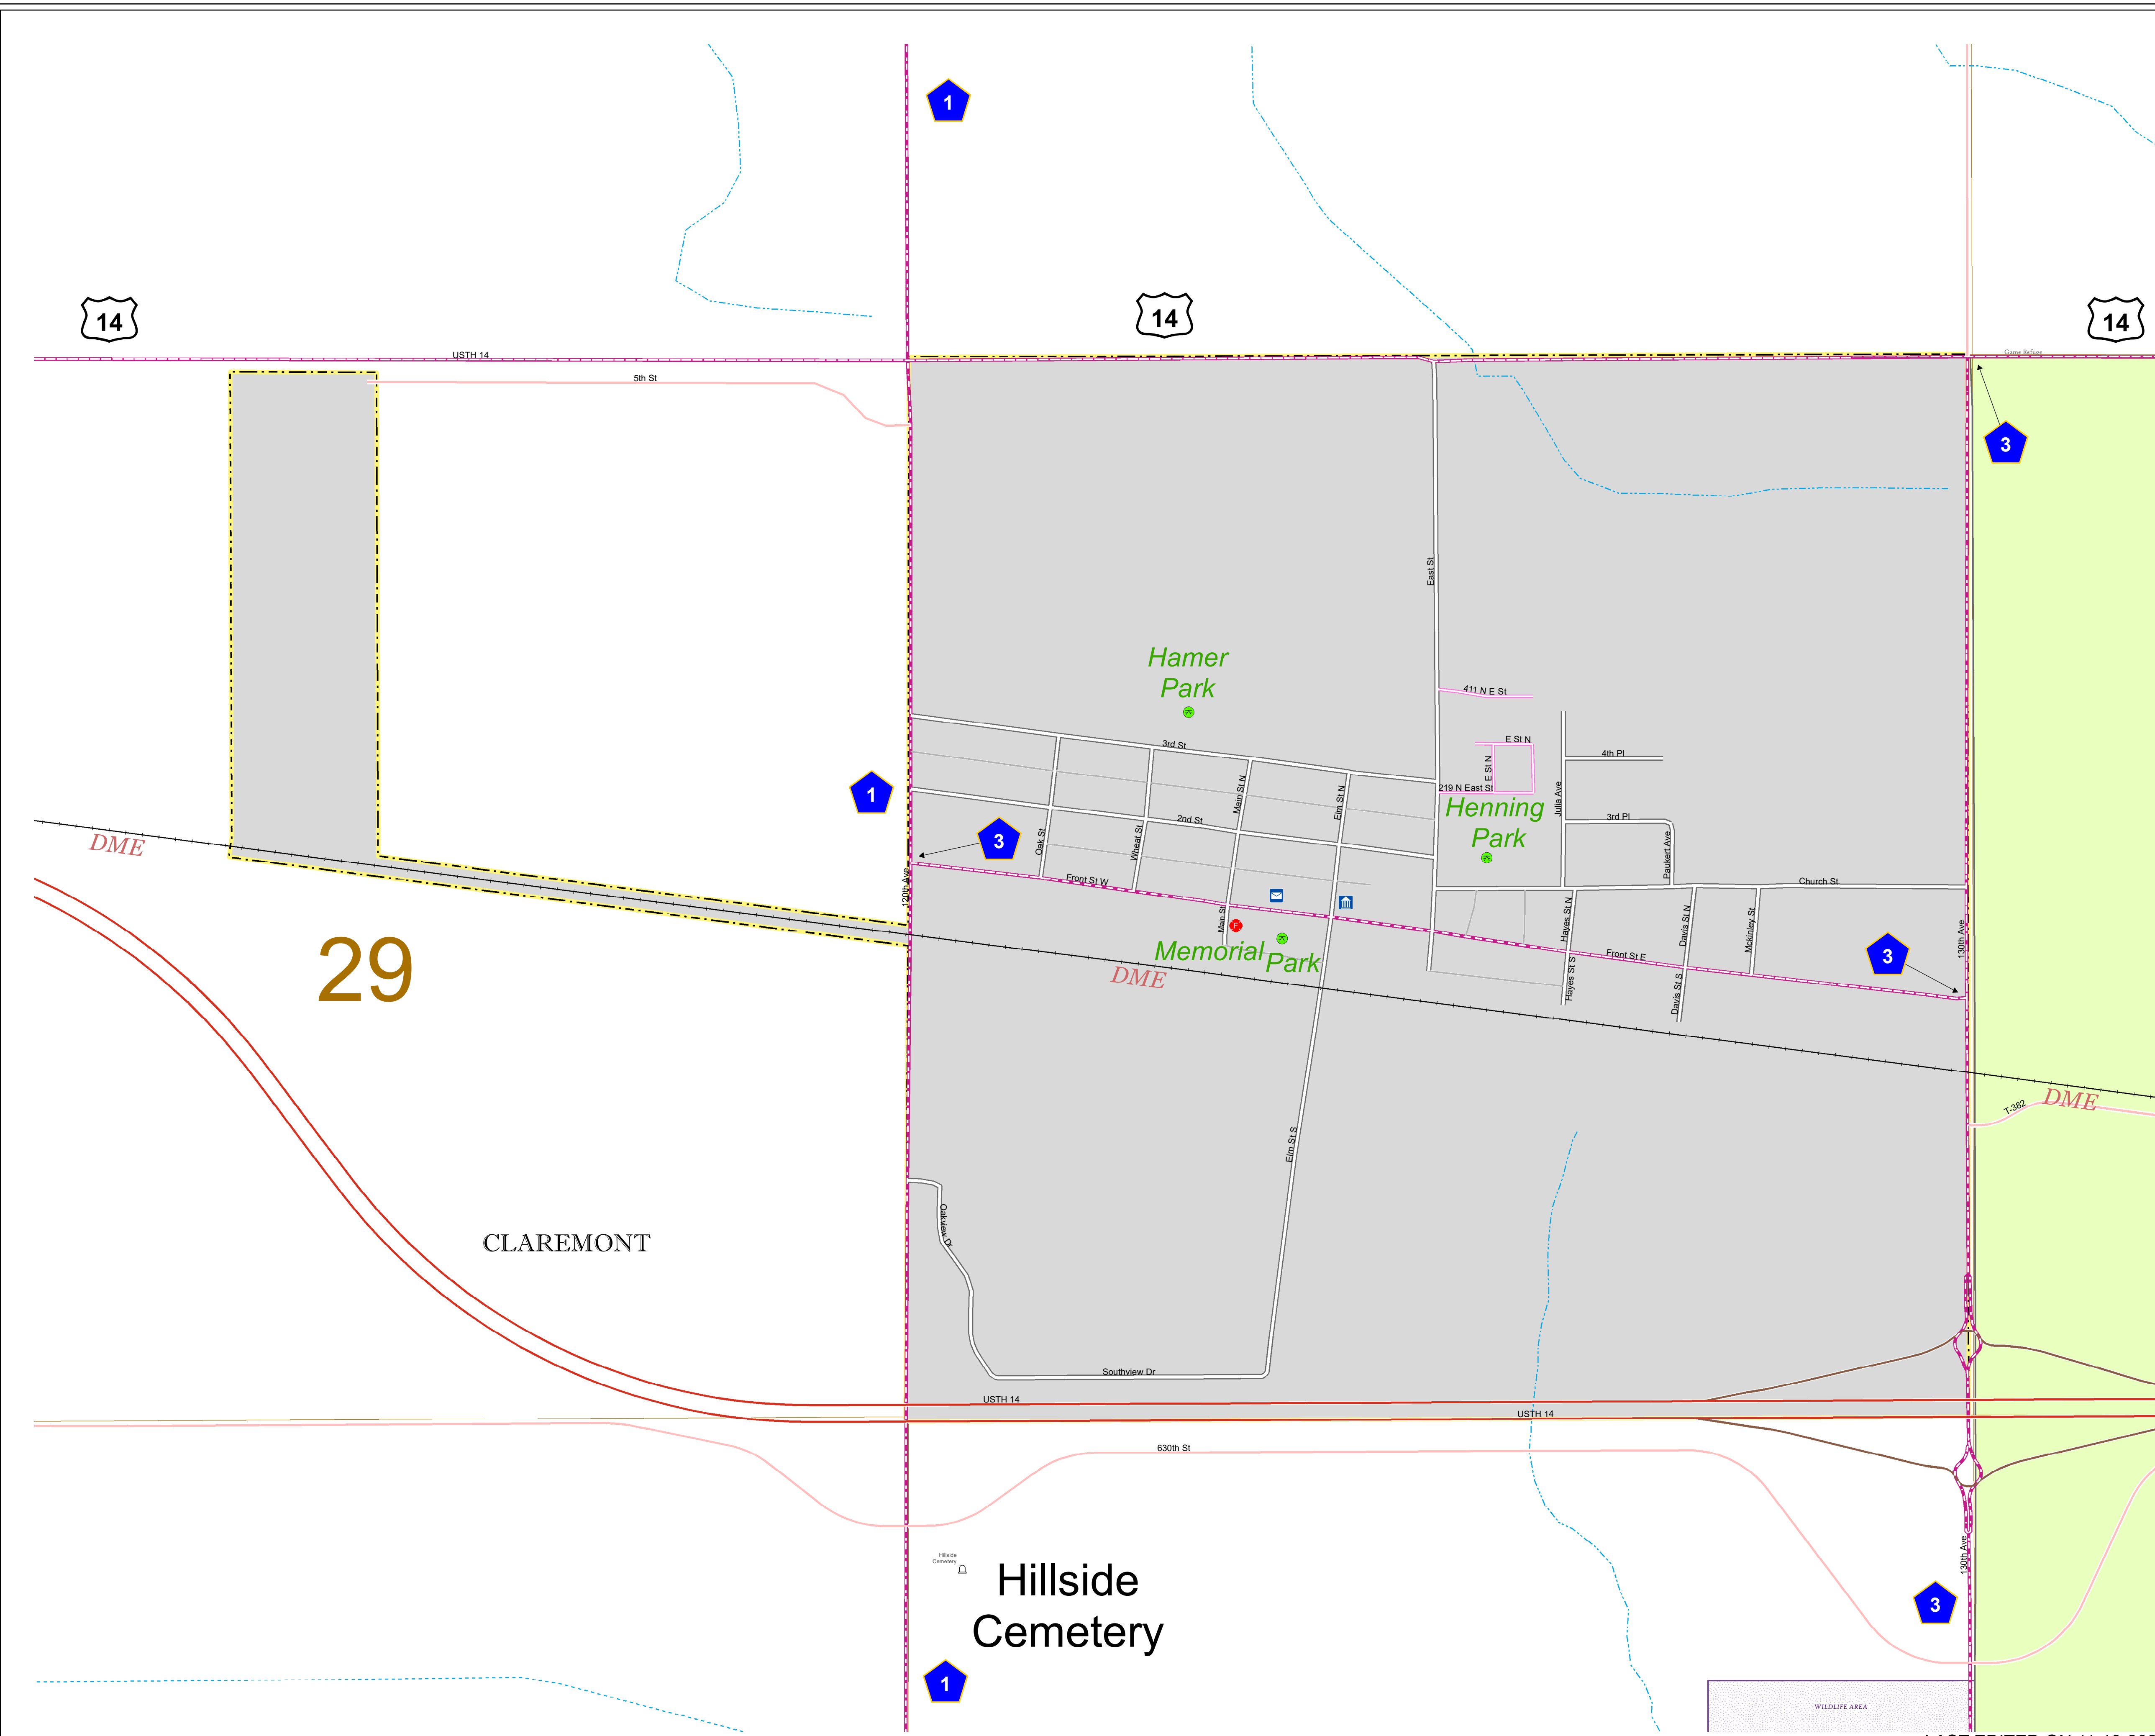 1
14
14
14
USTH 14
Game Refuge
5th St
3
East St
Hamer
Park
411 N E St
3rd St
E St N
E St N
4th Pl
1
Main St N
Elm St N
219 N East St
Julia Ave
Henning
Park
DME
3
Oak St
Wheat St
2nd St
3rd Pl
Paukert Ave
120th Ave
Front St W
Church St
29
Main St
F
Memorial Park
DME
Hayes St N
Davis St N
Mckinley St
130th Ave
Front St E
3
Hayes St S
Davis St S
T-382
DME
Elm St S
Oakview Dr
CLAREMONT
Southview Dr
USTH 14
USTH 14
630th St
Hillside
Cemetery
Hillside
Cemetery
130th Ave
3
1
WILDLIFE AREA